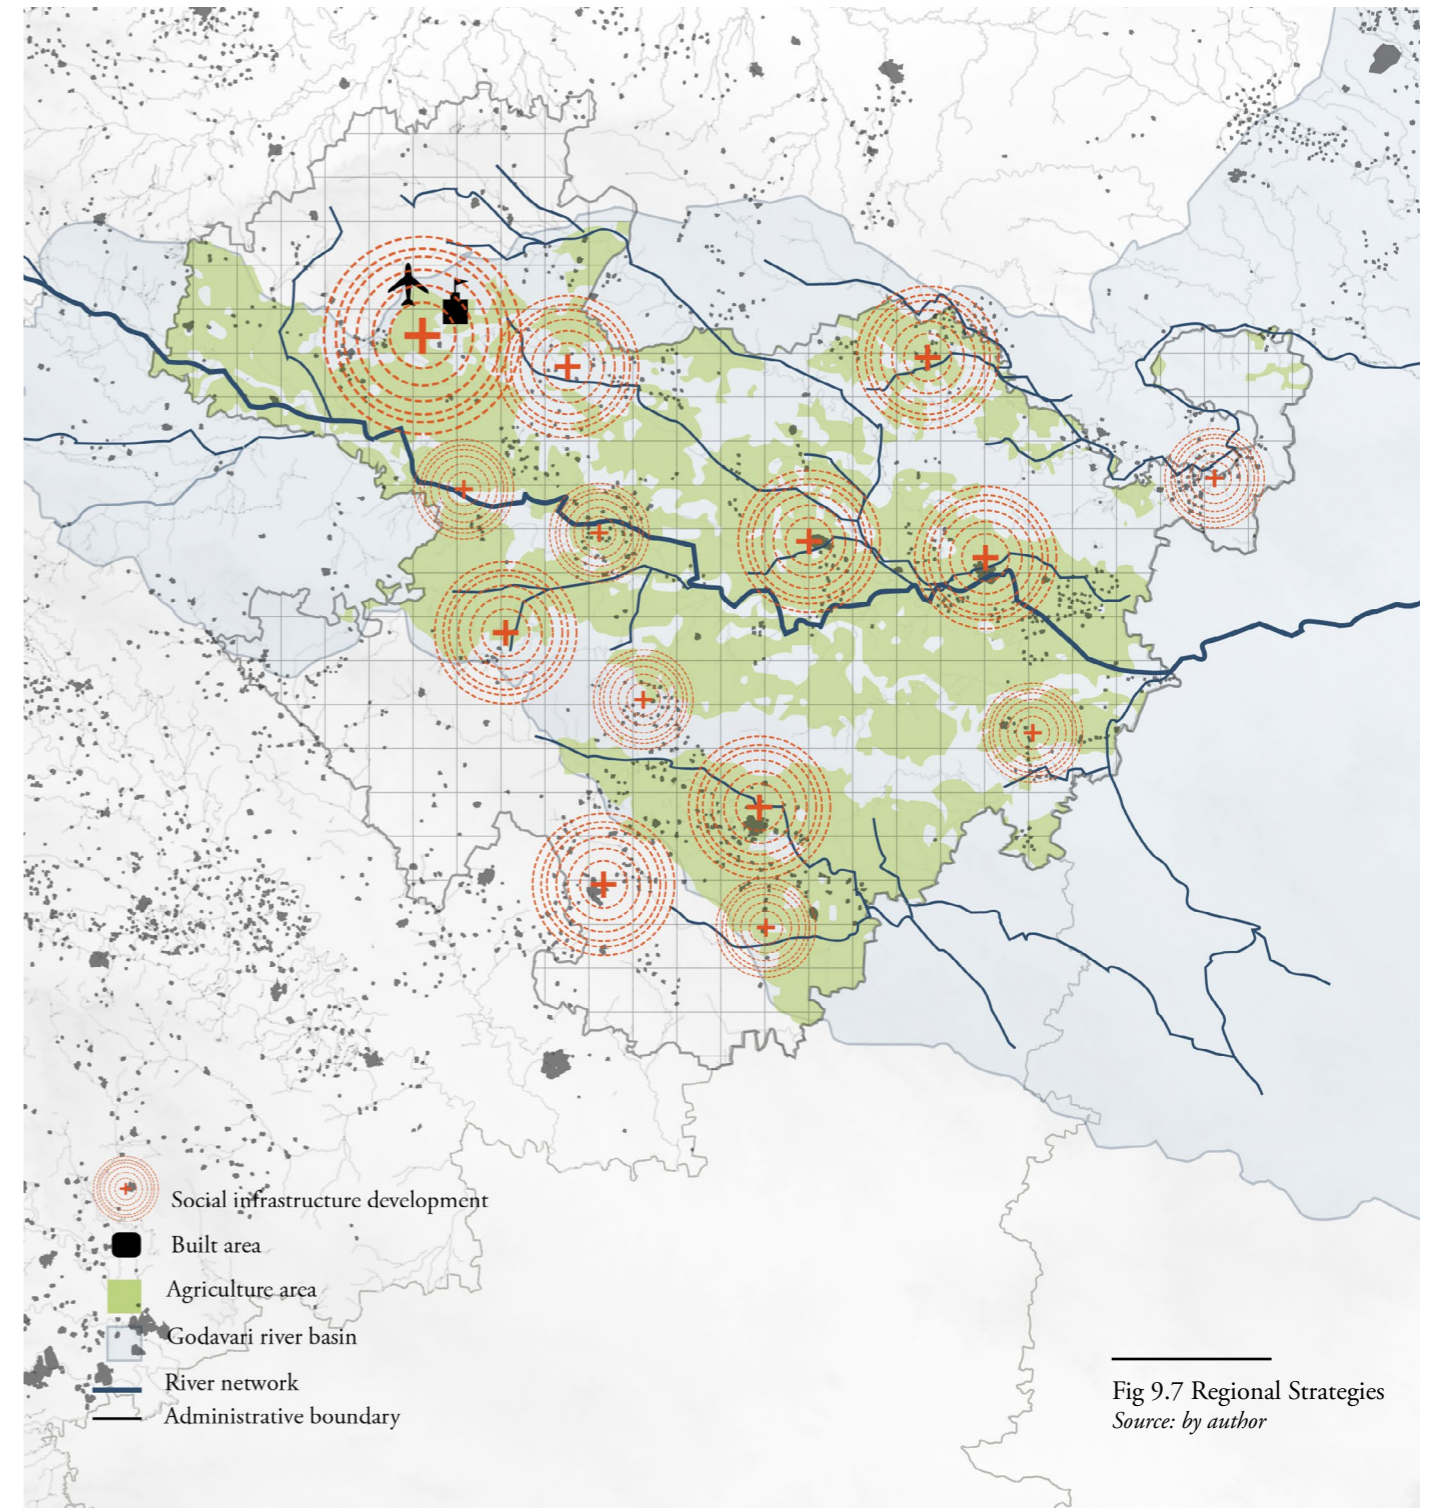 Social infrastructure development
Built area
Agriculture area
Godavari river basin
River network
Administrative boundary
Fig 9.7 Regional Strategies
Source: by author